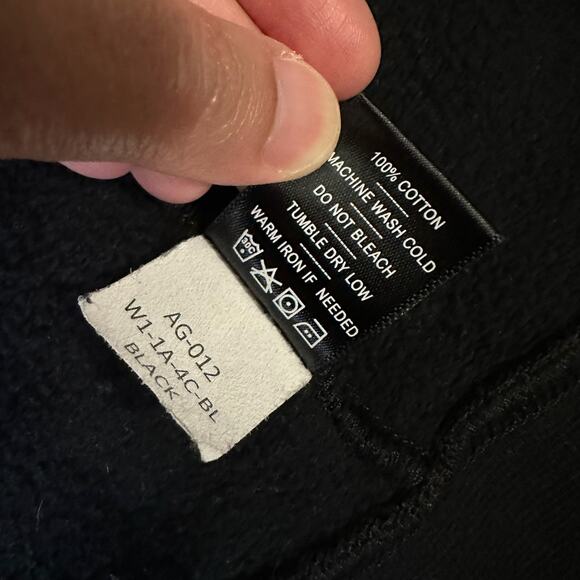 100% COTTON
MACHINE WASH COLD
DO NOT BLEACH
TUMBLE DRY LOW
WARM IRON IF NEEDED
30C
AG-012
W1-1A-4C-BL
BLACK